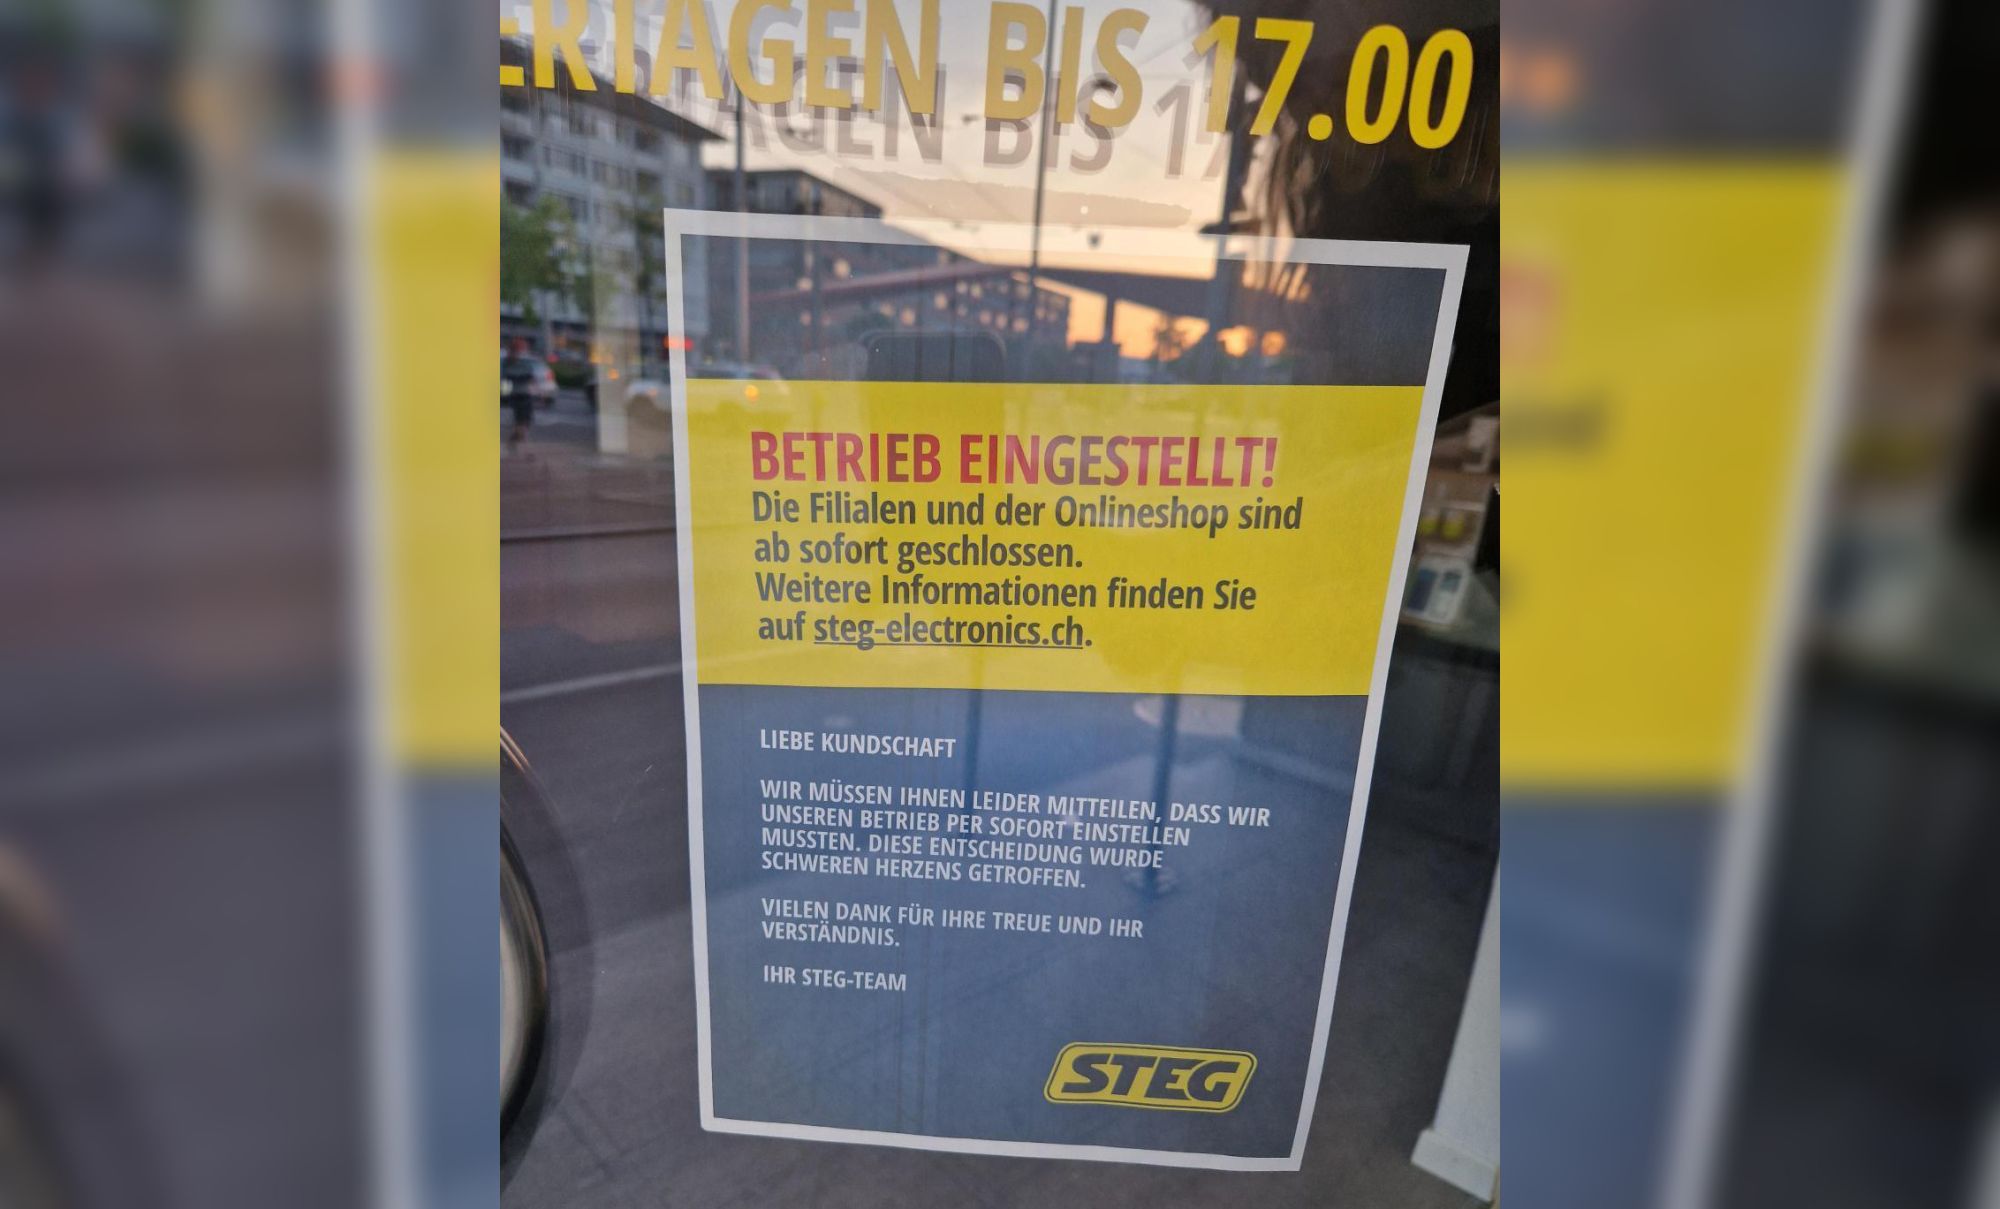 ERTAGEN BIS 17.00
BETRIEB EINGESTELLT!
Die Filialen und der Onlineshop sind
ab sofort geschlossen.
Weitere Informationen finden Sie
auf steg-electronics.ch.
LIEBE KUNDSCHAFT
WIR MÜSSEN IHNEN LEIDER MITTEILEN, DASS WIR
UNSEREN BETRIEB PER SOFORT EINSTELLEN
MUSSTEN. DIESE ENTSCHEIDUNG WURDE
SCHWEREN HERZENS GETROFFEN.
VIELEN DANK FÜR IHRE TREUE UND IHR
VERSTÄNDNIS.
IHR STEG-TEAM
STEG